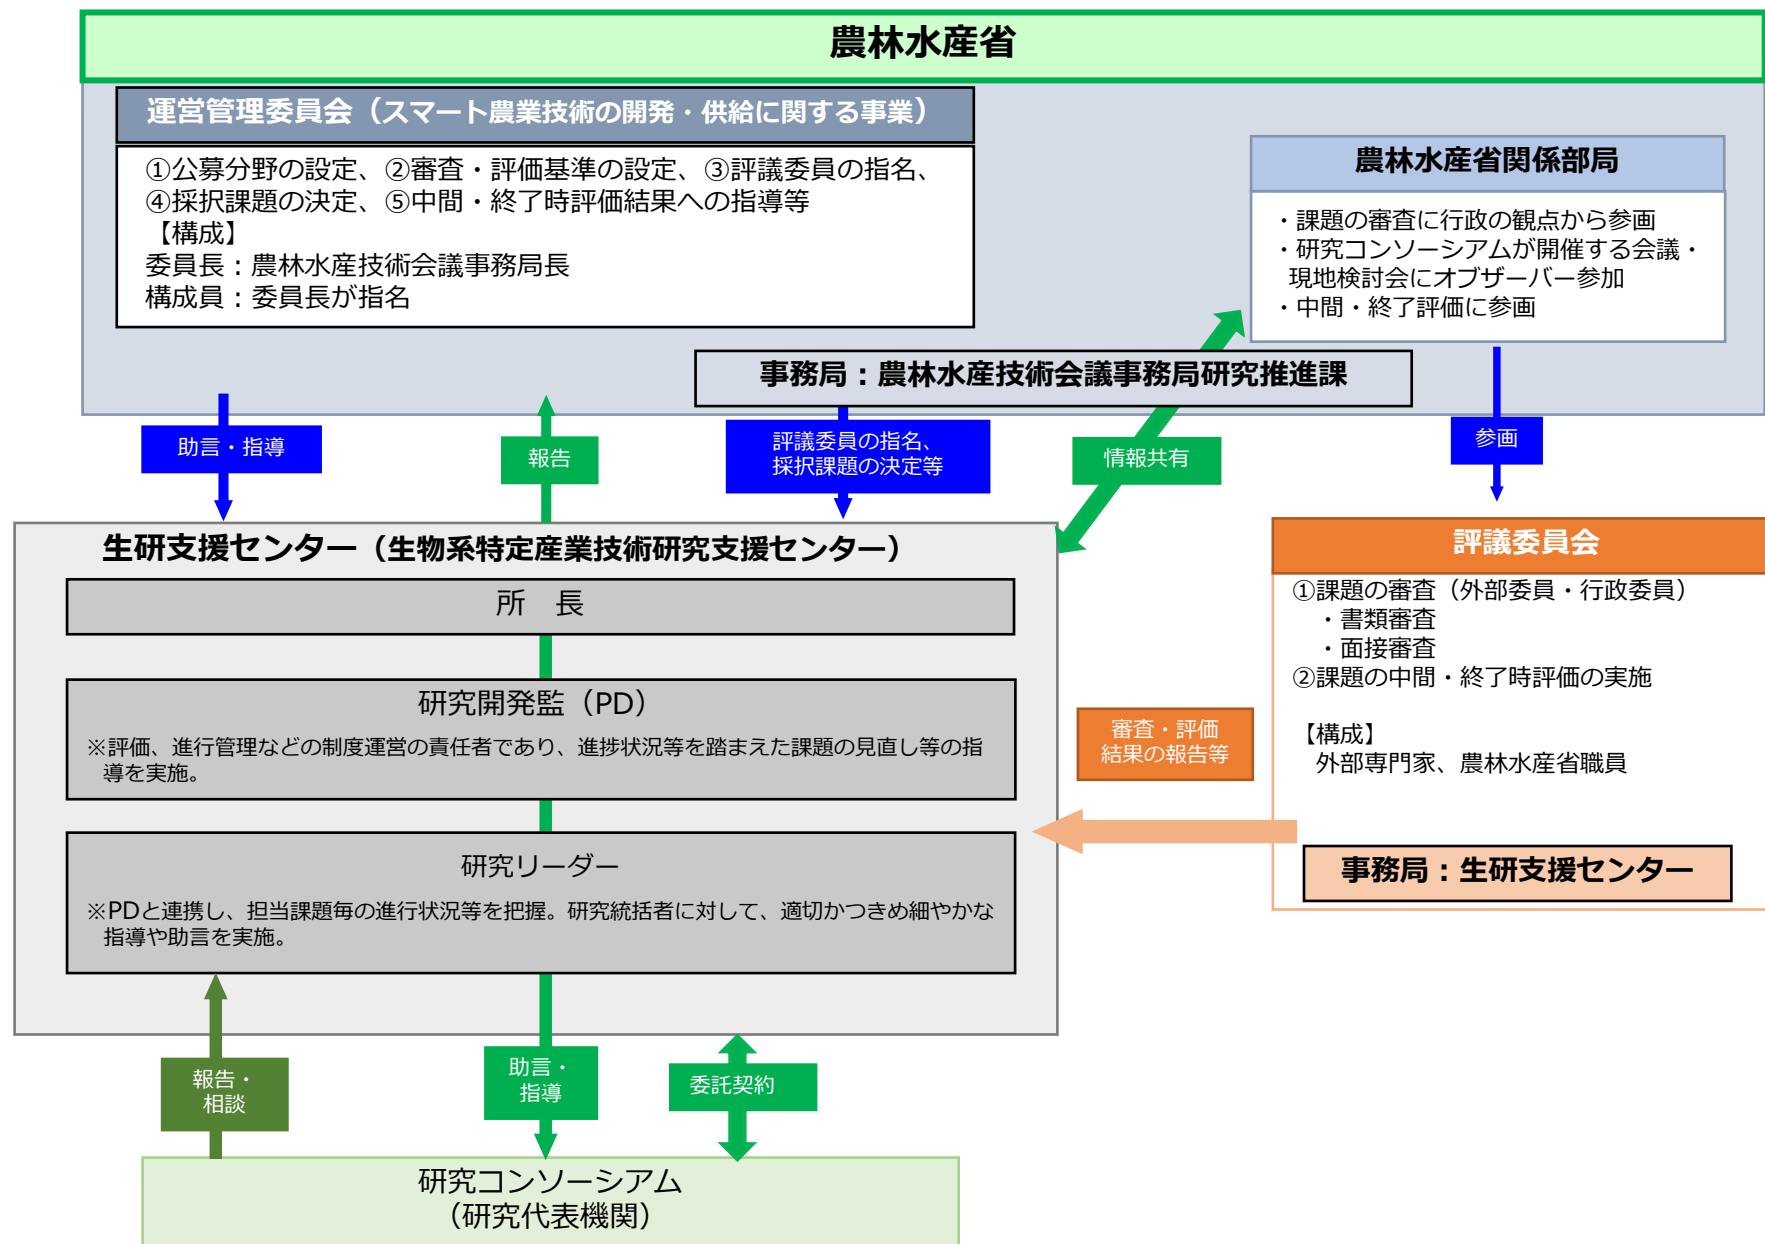 農林水産省
運営管理委員会（スマート農業技術の開発・供給に関する事業）
①公募分野の設定、②審査・評価基準の設定、③評議委員の指名、
④採択課題の決定、⑤中間・終了時評価結果への指導等
【構成】
委員長：農林水産技術会議事務局長
構成員：委員長が指名
農林水産省関係部局
・課題の審査に行政の観点から参画
・研究コンソーシアムが開催する会議・
現地検討会にオブザーバー参加
・中間・終了評価に参画
事務局：農林水産技術会議事務局研究推進課
助言・指導
報告
評議委員の指名、
採択課題の決定等
情報共有
参画
生研支援センター（生物系特定産業技術研究支援センター）
所　長
研究開発監（PD）
※評価、進行管理などの制度運営の責任者であり、進捗状況等を踏まえた課題の見直し等の指
導を実施。
研究リーダー
※PDと連携し、担当課題毎の進行状況等を把握。研究統括者に対して、適切かつきめ細やかな
指導や助言を実施。
審査・評価
結果の報告等
評議委員会
①課題の審査（外部委員・行政委員）
・書類審査
・面接審査
②課題の中間・終了時評価の実施
【構成】
外部専門家、農林水産省職員
事務局：生研支援センター
報告・
相談
助言・
指導
委託契約
研究コンソーシアム
（研究代表機関）